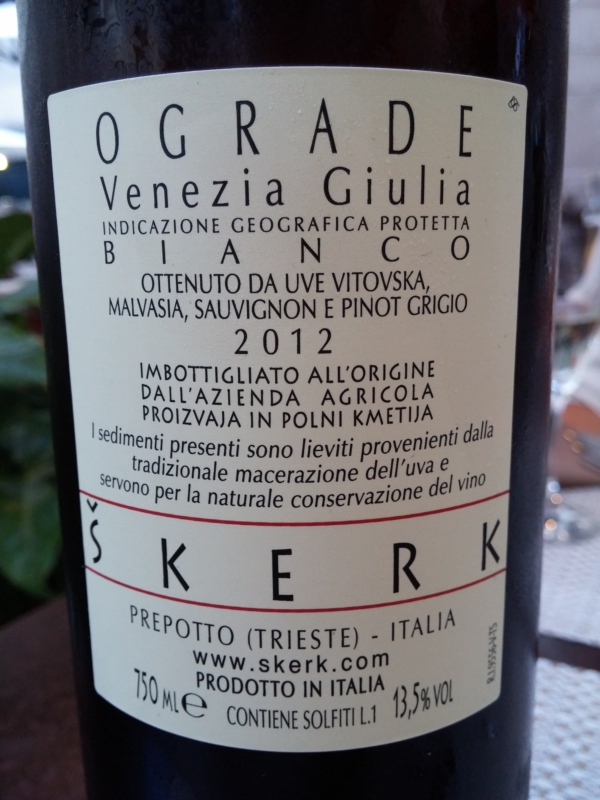 OGRADE
Venezia Giulia
INDICAZIONE GEOGRAFICA PROTETTA
BIANCO
OTTENUTO DA UVE VITOVSKA,
MALVASIA, SAUVIGNON E PINOT GRIGIO
2012
IMBOTTIGLIATO ALL'ORIGINE
DALL'AZIENDA AGRICOLA
PROIZVAJA IN POLNI KMETIJA
I sedimenti presenti sono lieviti provenienti dalla
tradizionale macerazione dell'uva e
servono per la naturale conservazione del vino
ŠKERK
PREPOTTO (TRIESTE) - ITALIA
www.skerk.com
PRODOTTO IN ITALIA
750 ML e CONTIENE SOLFITI L.1 13,5% VOL